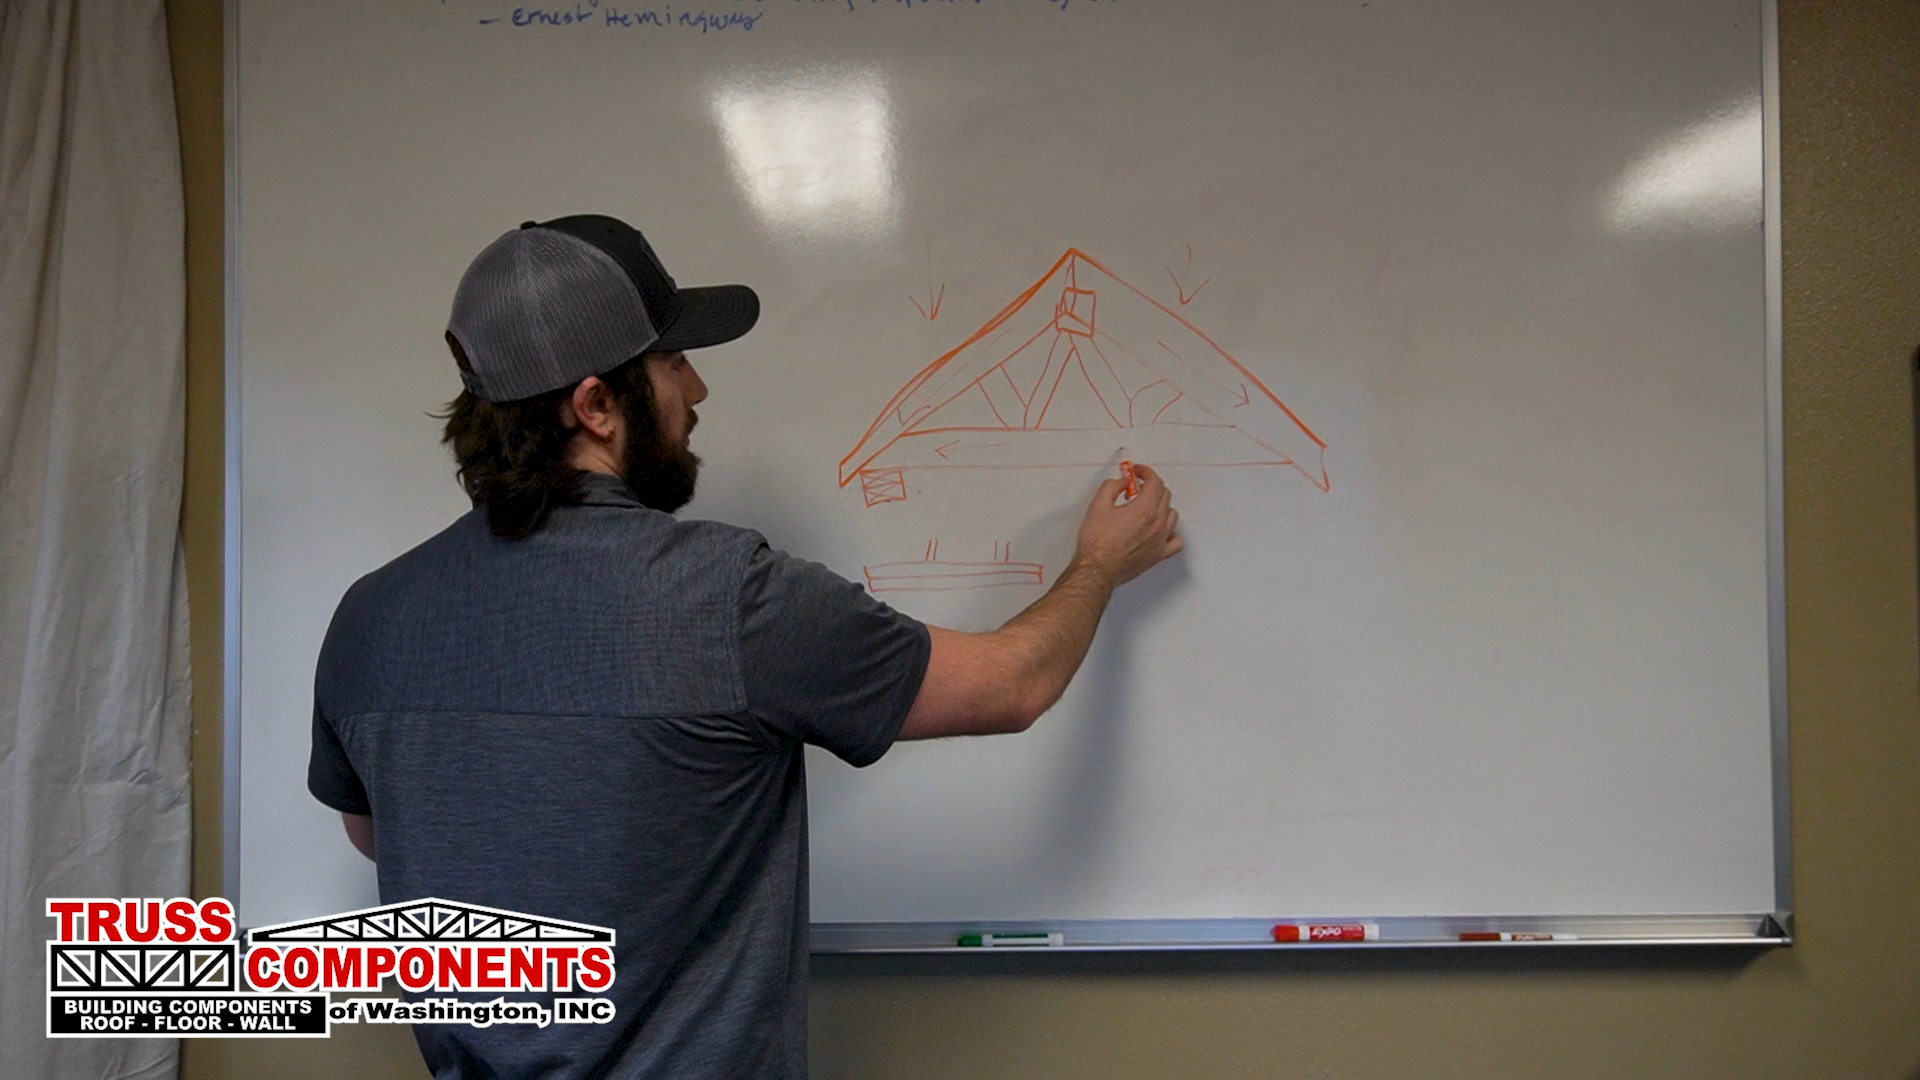 - Ernest Hemingway
EXPO
TRUSS
COMPONENTS
BUILDING COMPONENTS
ROOF - FLOOR - WALL
of Washington, INC